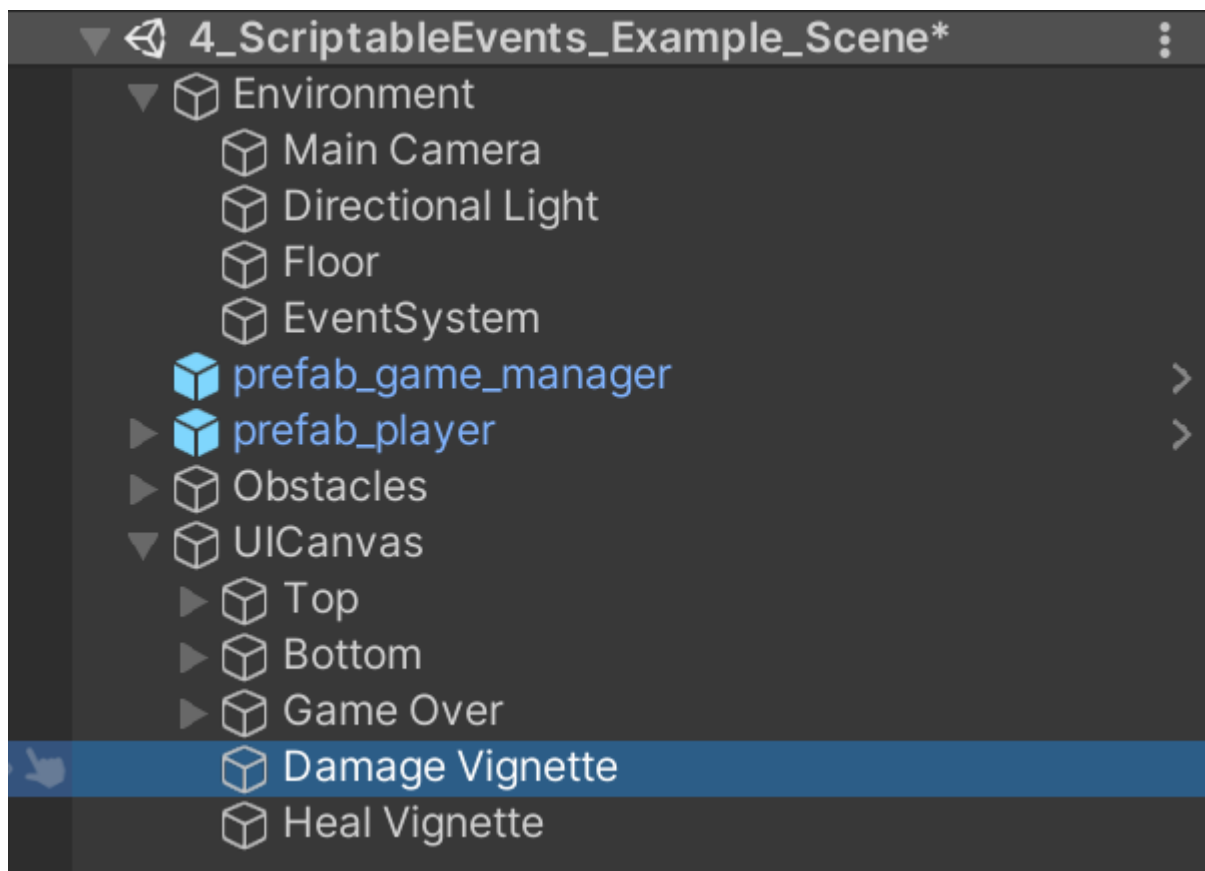 4_ScriptableEvents_Example_Scene*
Environment
Main Camera
Directional Light
Floor
EventSystem
prefab_game_manager
prefab_player
Obstacles
UICanvas
Top
Bottom
Game Over
Damage Vignette
Heal Vignette